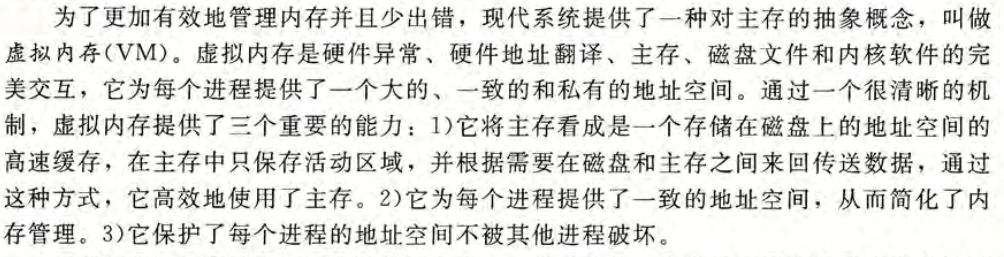 为了更加有效地管理内存并且少出错，现代系统提供了一种对主存的抽象概念，叫做
虚拟内存(VM)。虚拟内存是硬件异常、硬件地址翻译、主存、磁盘文件和内核软件的完
美交互，它为每个进程提供了一个大的、一致的和私有的地址空间。通过一个很清晰的机
制，虚拟内存提供了三个重要的能力：1)它将主存看成是一个存储在磁盘上的地址空间的
高速缓存，在主存中只保存活动区域，并根据需要在磁盘和主存之间来回传送数据，通过
这种方式，它高效地使用了主存。2)它为每个进程提供了一致的地址空间，从而简化了内
存管理。3)它保护了每个进程的地址空间不被其他进程破坏。